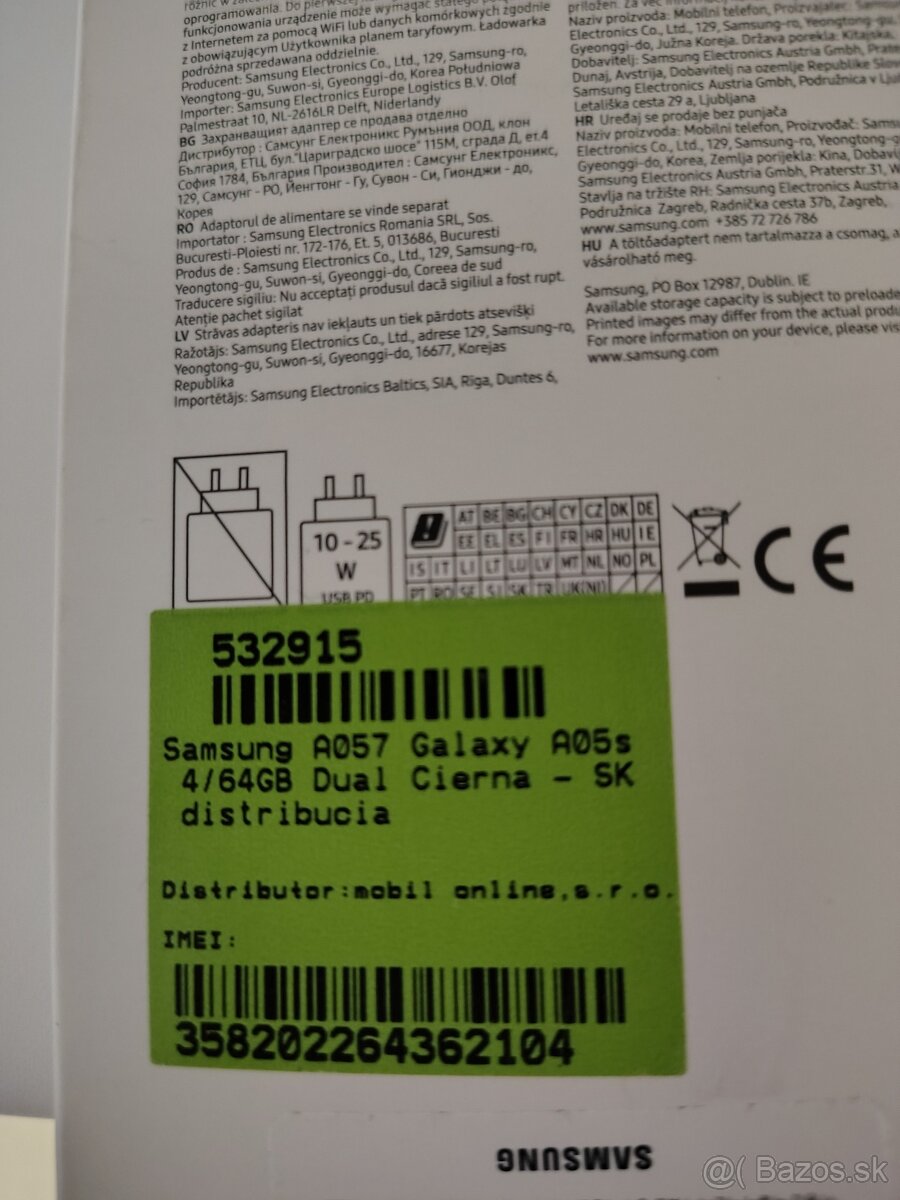 oprogramowania. Do pierwszej
funkcjonowania urządzenie może wymagać stałego
z Internetem za pomocą WiFi lub danych komórkowych zgodnie
z obowiązującym Użytkownika planem taryfowym. Ładowarka
podróżna sprzedawana oddzielnie.
Producent: Samsung Electronics Co., Ltd., 129, Samsung-ro,
Yeongtong-gu, Suwon-si, Gyeonggi-do, Korea Południowa
Importer: Samsung Electronics Europe Logistics B.V. Olof
Palmestraat 10, NL-2616LR Delft, Niderlandy
BG Захранващият адаптер се продава отделно
Дистрибутор : Самсунг Електроникс Румъния ООД, клон
България, ЕТЦ, бул."Цариградско шосе" 115М, сграда Д, ет.4
София 1784, България Производител : Самсунг Електроникс,
129, Самсунг - РО, Йенгтонг - Гу, Сувон - Си, Гионджи - до,
Корея
RO Adaptorul de alimentare se vinde separat
Importator : Samsung Electronics Romania SRL, Sos.
Bucuresti-Ploiesti nr. 172-176, Et. 5, 013686, Bucuresti
Produs de : Samsung Electronics Co., Ltd., 129, Samsung-ro,
Yeongtong-gu, Suwon-si, Gyeonggi-do, Coreea de sud
Traducere sigiliu: Nu acceptați produsul dacă sigiliul a fost rupt.
Atenție pachet sigilat
LV Strāvas adapteris nav iekļauts un tiek pārdots atsevišķi
Ražotājs: Samsung Electronics Co., Ltd., adrese 129, Samsung-ro,
Yeongtong-gu, Suwon-si, Gyeonggi-do, 16677, Korejas
Republika
Importētājs: Samsung Electronics Baltics, SIA, Rīga, Duntes 6,
Naziv proizvoda: Mobilni telefon, Proizvajalec:
Electronics Co., Ltd., 129, Samsung-ro, Yeongtong-gu,
Gyeonggi-do, Južna Koreja. Država porekla: Kitajska,
Dobavitelj: Samsung Electronics Austria GmbH,
Dunaj, Avstrija, Dobavitelj na ozemlje Republike
Samsung Electronics Austria GmbH, Podružnica v
Letališka cesta 29 a, Ljubljana
HR Uređaj se prodaje bez punjača
Naziv proizvoda: Mobilni telefon, Proizvođač:
Electronics Co., Ltd., 129, Samsung-ro,
Gyeonggi-do, Korea, Zemlja porijekla: Kina,
Samsung Electronics Austria GmbH, Praterstr.31,
Stavlja na tržište RH: Samsung Electronics Austria
Podružnica Zagreb, Radnička cesta 37b, Zagreb,
www.samsung.com +385 72 726 786
HU A töltőadaptert nem tartalmazza a csomag, a
vásárolható meg.
Samsung, PO Box 12987, Dublin. IE
Available storage capacity is subject to
Printed images may differ from the actual
For more information on your device, please
www.samsung.com
10 - 25
W
USB PD
AT BE BG CH CY CZ DK DE
EE EL ES FI FR HR HU IE
IS IT LI LT LU LV MT NL NO PL
PT RO SE SI SK TR UK(NI)
CE
532915
Samsung A057 Galaxy A05s
4/64GB Dual Cierna - SK
distribucia
Distributor:mobil online,s.r.o.
IMEI:
358202264362104
SAMSUNG
@( Bazos.sk